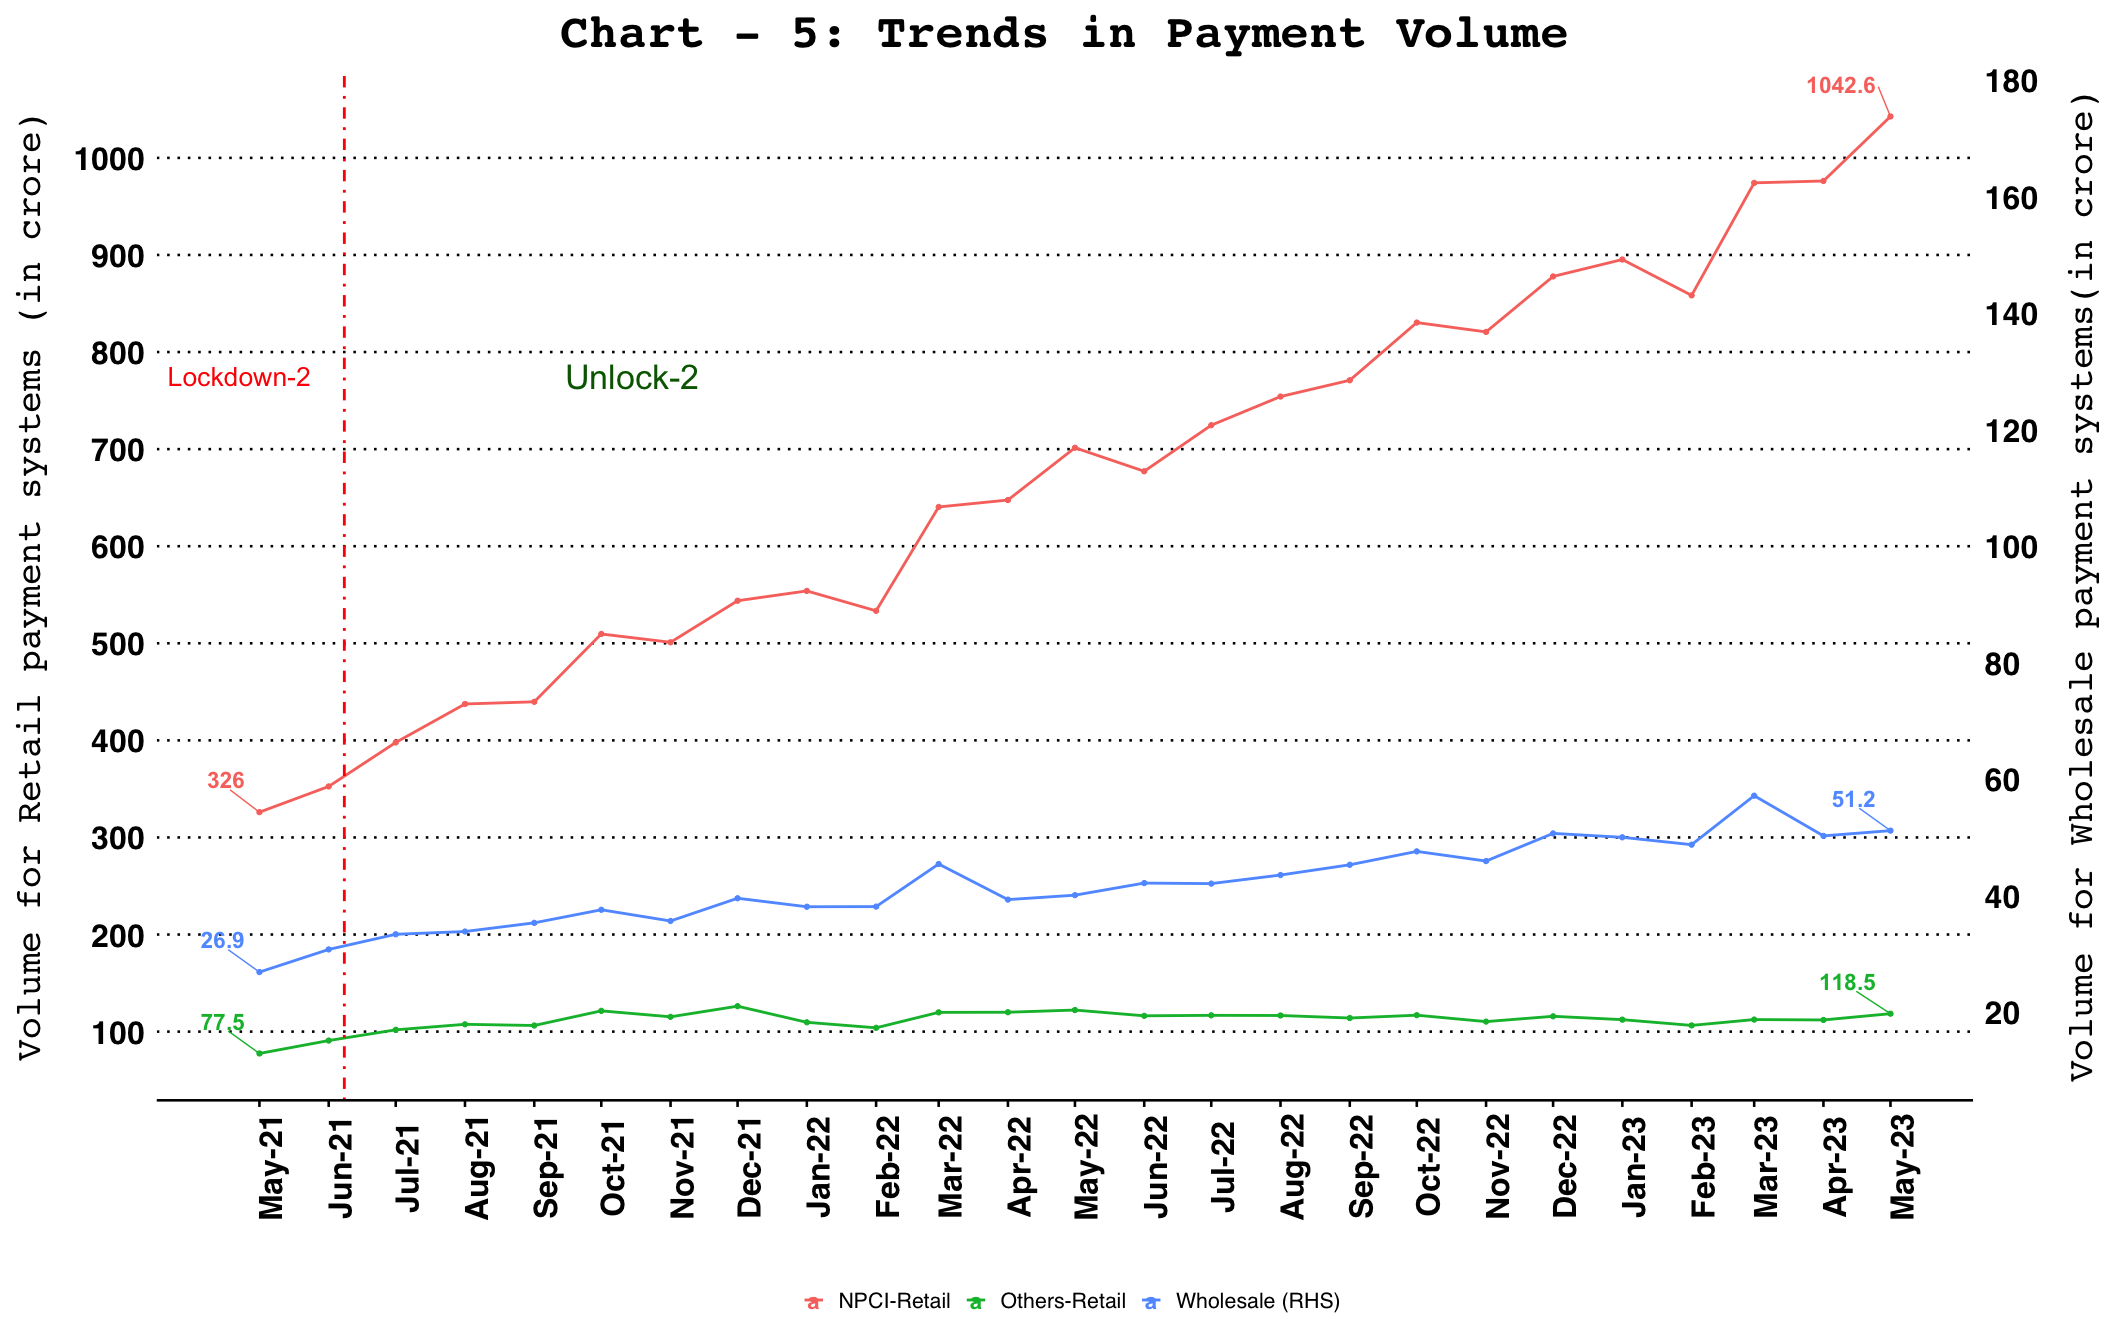 Chart - 5: Trends in Payment Volume
Volume for Retail payment systems (in crore)
1000
900
800
700
600
500
400
300
200
100
Lockdown-2
Unlock-2
1042.6
326
51.2
26.9
118.5
77.5
180
160
140
120
100
80
60
40
20
Volume for Wholesale payment systems(in crore)
May-21
Jun-21
Jul-21
Aug-21
Sep-21
Oct-21
Nov-21
Dec-21
Jan-22
Feb-22
Mar-22
Apr-22
May-22
Jun-22
Jul-22
Aug-22
Sep-22
Oct-22
Nov-22
Dec-22
Jan-23
Feb-23
Mar-23
Apr-23
May-23
a NPCI-Retail a Others-Retail a Wholesale (RHS)